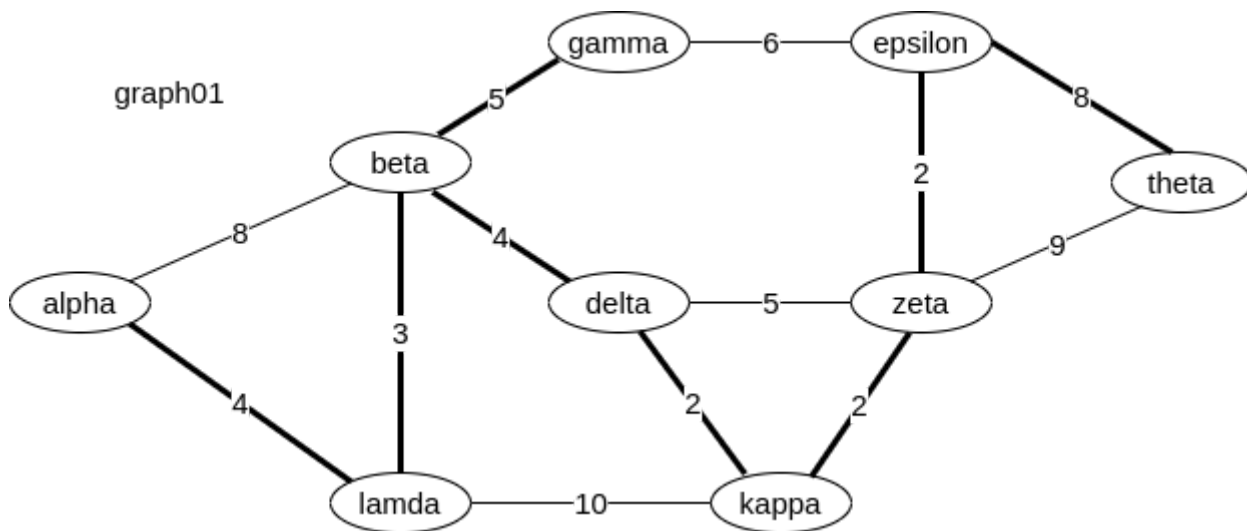 gamma
6
epsilon
graph01
5
8
beta
2
theta
8
4
9
alpha
delta
5
zeta
3
4
2
2
lamda
10
kappa